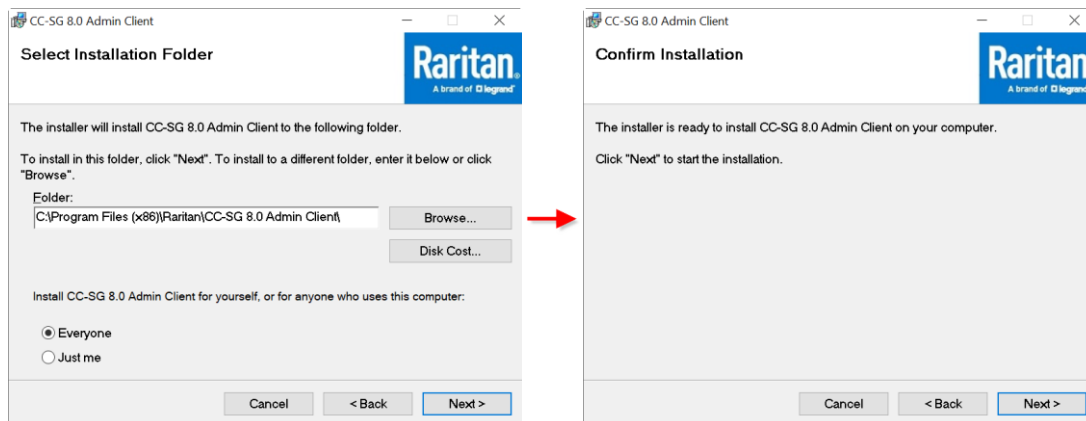 CC-SG 8.0 Admin Client
Select Installation Folder
Raritan.
A brand of legrand
The installer will install CC-SG 8.0 Admin Client to the following folder.
To install in this folder, click "Next". To install to a different folder, enter it below or click
"Browse".
Folder:
C:\Program Files (x86)\Raritan\CC-SG 8.0 Admin Client\
Browse...
Disk Cost...
Install CC-SG 8.0 Admin Client for yourself, or for anyone who uses this computer:
Everyone
Just me
Cancel
< Back
Next >
CC-SG 8.0 Admin Client
Confirm Installation
Raritan
A brand of legrand
The installer is ready to install CC-SG 8.0 Admin Client on your computer.
Click "Next" to start the installation.
Cancel
< Back
Next >